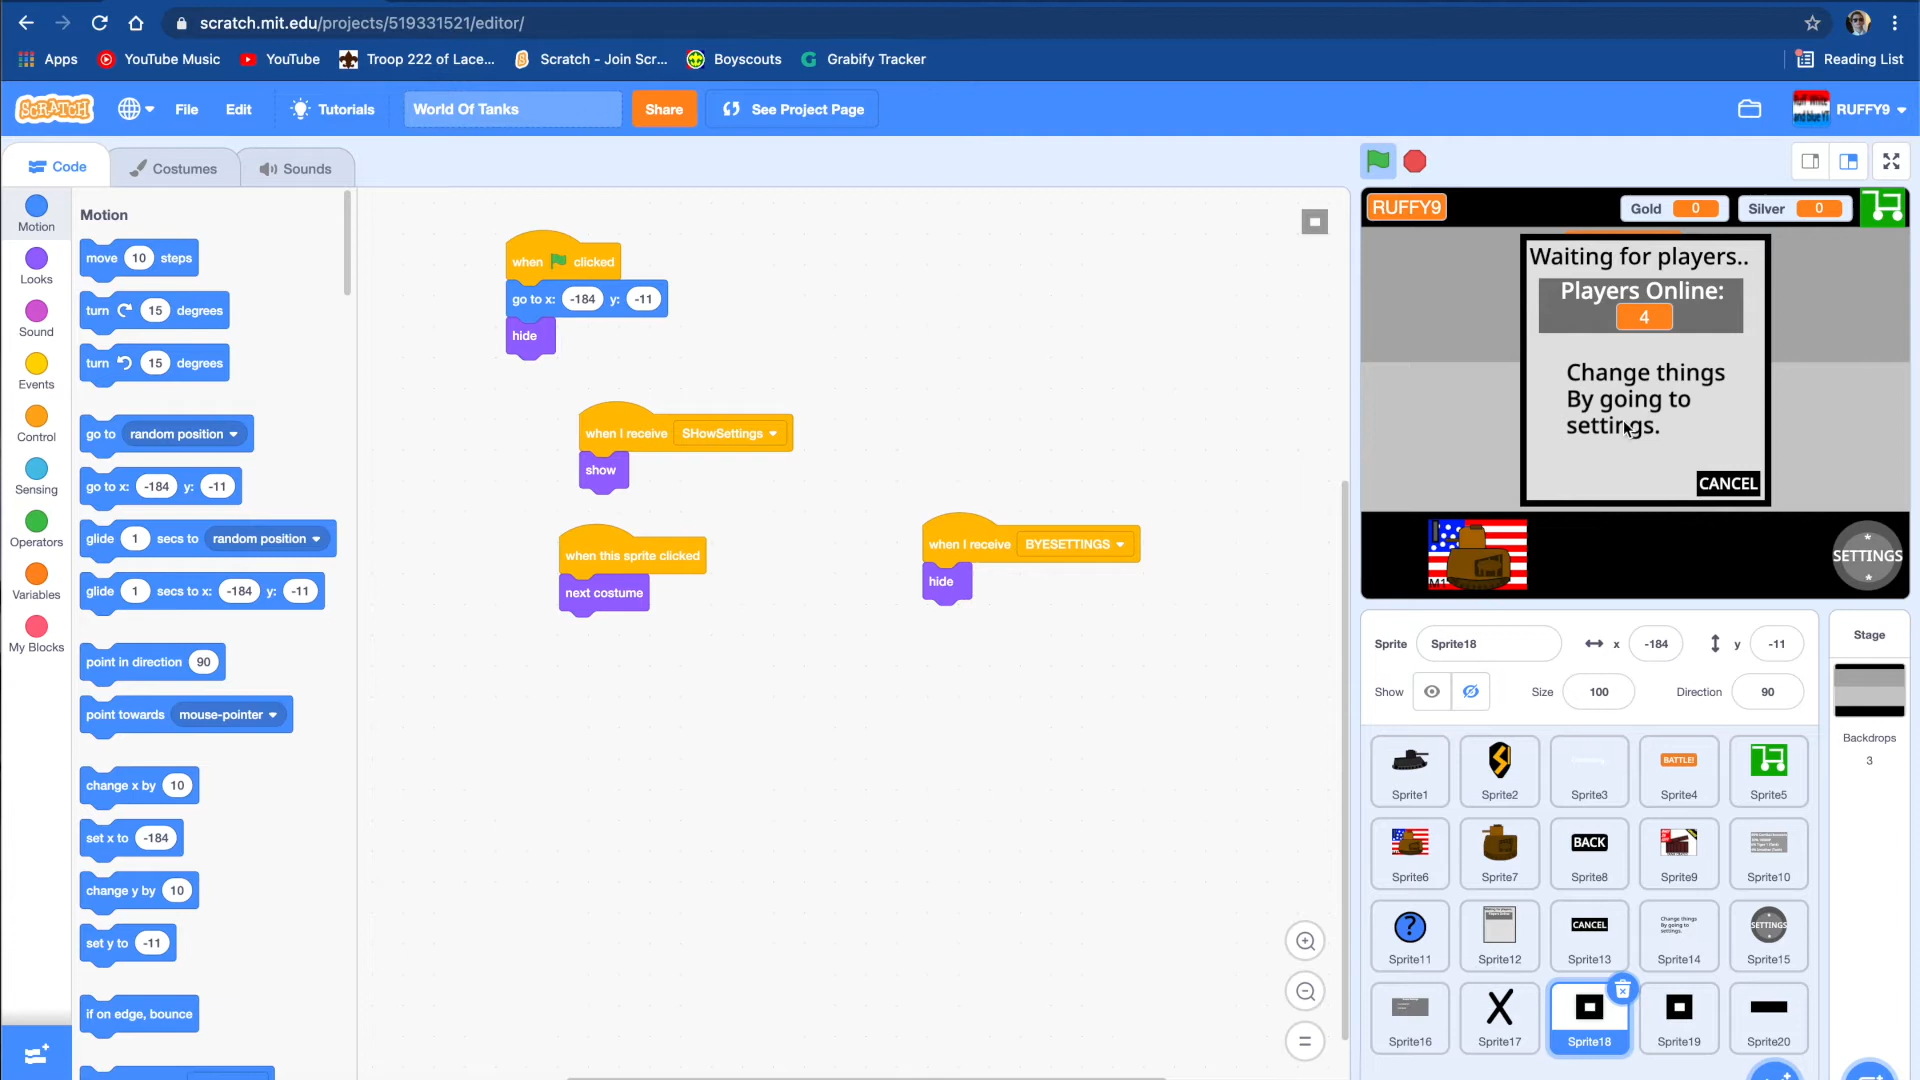 scratch.mit.edu/projects/519331521/editor/
Apps YouTube Music YouTube Troop 222 of Lace... Scratch - Join Scr... Boyscouts Grabify Tracker Reading List
SCRATCH File Edit Tutorials World Of Tanks Share See Project Page RUFFY9
Code Costumes Sounds
Motion
Looks
Sound
Events
Control
Sensing
Operators
Variables
My Blocks
Motion
move 10 steps
turn 15 degrees
turn 15 degrees
go to random position
go to x: -184 y: -11
glide 1 secs to random position
glide 1 secs to x: -184 y: -11
point in direction 90
point towards mouse-pointer
change x by 10
set x to -184
change y by 10
set y to -11
if on edge, bounce
when clicked
go to x: -184 y: -11
hide
when I receive SHowSettings
show
when this sprite clicked
next costume
when I receive BYESETTINGS
hide
RUFFY9 Gold 0 Silver 0
Waiting for players..
Players Online:
4
Change things
By going to
settings.
CANCEL
SETTINGS
Sprite Sprite18 x -184 y -11
Show Size 100 Direction 90
Stage
Backdrops
3
BATTLE!
Sprite1 Sprite2 Sprite3 Sprite4 Sprite5
BACK
Sprite6 Sprite7 Sprite8 Sprite9 Sprite10
CANCEL
Change things
By going to
settings.
SETTINGS
Sprite11 Sprite12 Sprite13 Sprite14 Sprite15
Sprite16 Sprite17 Sprite18 Sprite19 Sprite20